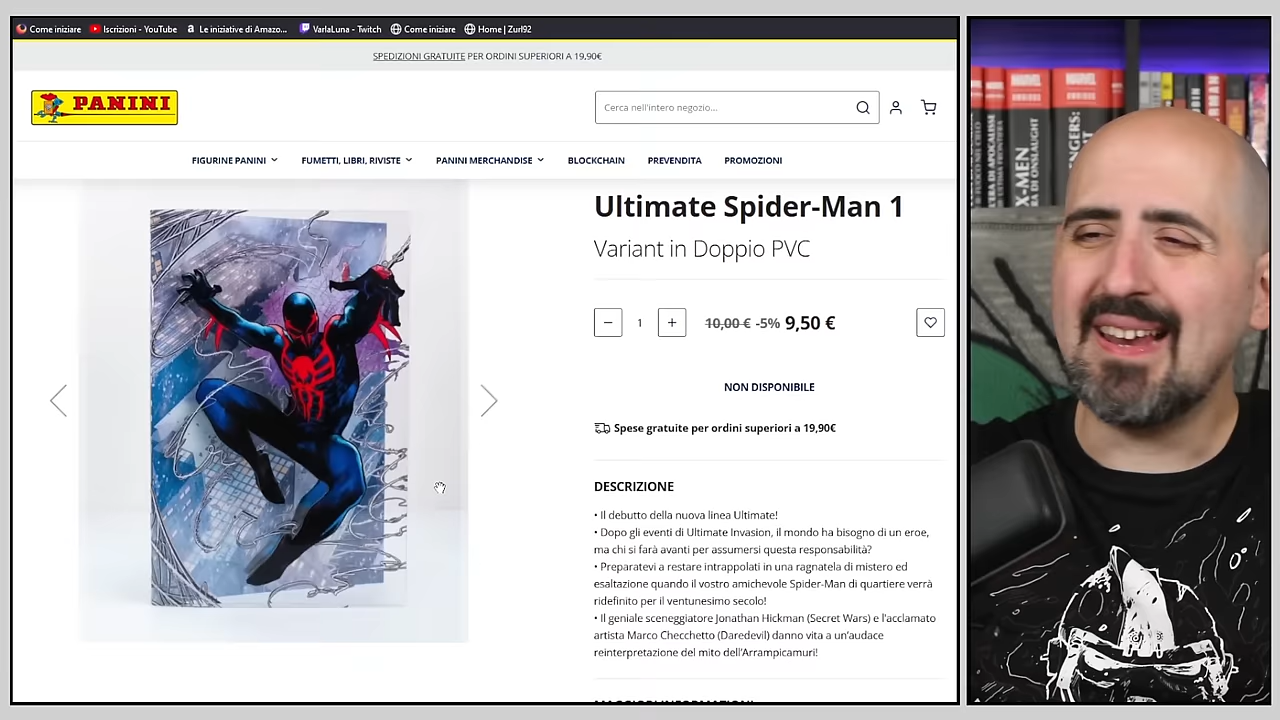 Come iniziare Iscrizioni - YouTube Le iniziative di Amazo... VarlaLuna - Twitch Come iniziare Home | Zurl92
SPEDIZIONI GRATUITE PER ORDINI SUPERIORI A 19,90€
PANINI
Cerca nell'intero negozio...
FIGURINE PANINI FUMETTI, LIBRI, RIVISTE PANINI MERCHANDISE BLOCKCHAIN PREVENDITA PROMOZIONI
Ultimate Spider-Man 1
Variant in Doppio PVC
1 10,00 € -5% 9,50 €
NON DISPONIBILE
Spese gratuite per ordini superiori a 19,90€
DESCRIZIONE
• Il debutto della nuova linea Ultimate!
• Dopo gli eventi di Ultimate Invasion, il mondo ha bisogno di un eroe,
ma chi si farà avanti per assumersi questa responsabilità?
• Preparatevi a restare intrappolati in una ragnatela di mistero ed
esaltazione quando il vostro amichevole Spider-Man di quartiere verrà
ridefinito per il ventunesimo secolo!
• Il geniale sceneggiatore Jonathan Hickman (Secret Wars) e l'acclamato
artista Marco Checchetto (Daredevil) danno vita a un'audace
reinterpretazione del mito dell'Arrampicamuri!
MARVEL
OMNIBUS
X-MEN